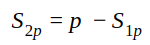 S₂ₚ = p − S₁ₚ